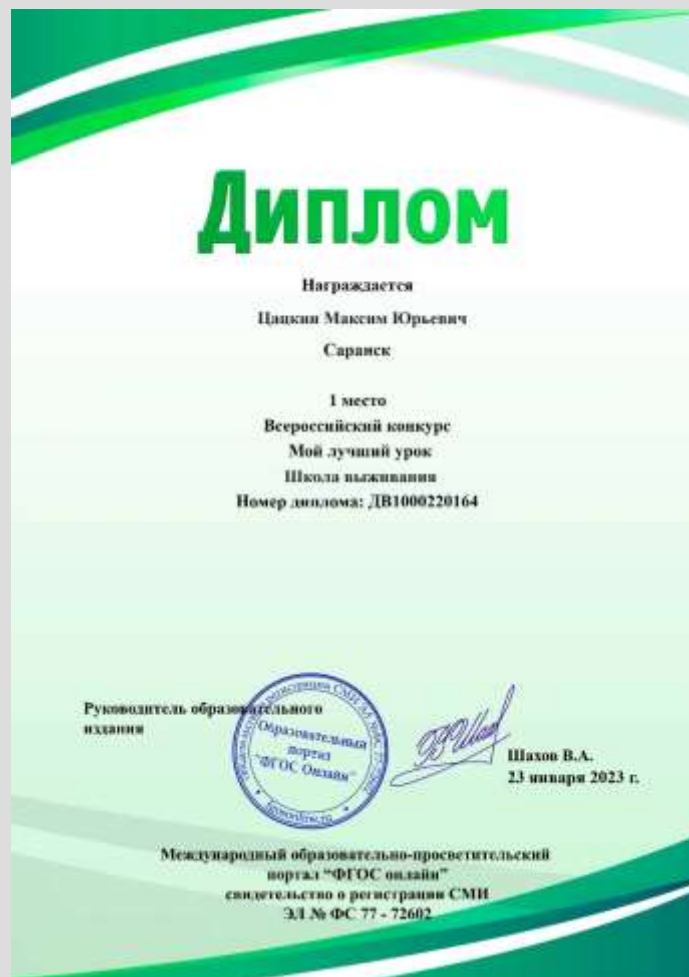 Диплом
Награждается
Цацкин Максим Юрьевич
Саранск
1 место
Всероссийский конкурс
Мой лучший урок
Школа выживания
Номер диплома: ДВ1000220164
Руководитель образовательного
издания
Образовательный
портал
"ФГОС Онлайн"
Шахов В.А.
23 января 2023 г.
Международный образовательно-просветительский
портал “ФГОС онлайн”
свидетельство о регистрации СМИ
ЭЛ № ФС 77 - 72602